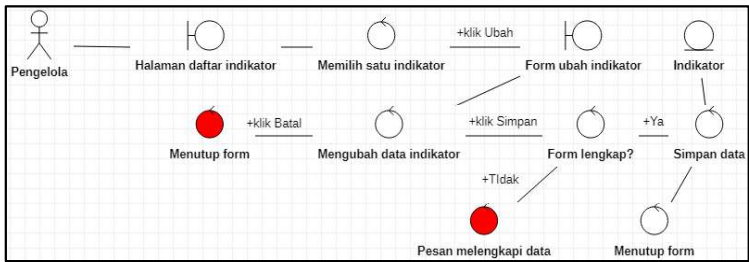 +klik Ubah
Pengelola
Halaman daftar indikator
Memilih satu indikator
Form ubah indikator
Indikator
+klik Batal
+klik Simpan
+Ya
Menutup form
Mengubah data indikator
Form lengkap?
Simpan data
+TIdak
Pesan melengkapi data
Menutup form